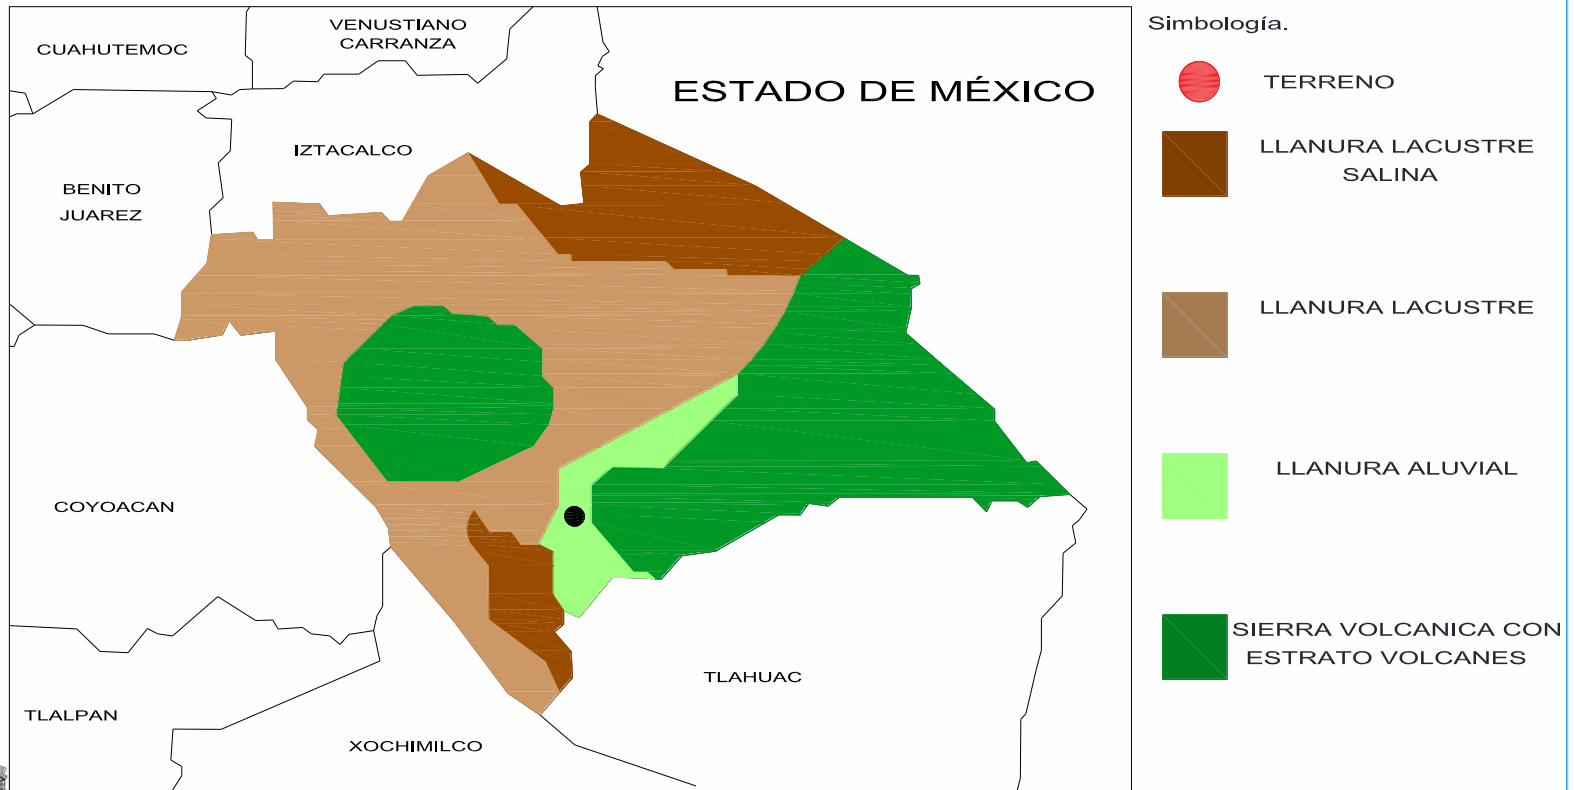 CUAHUTEMOC
VENUSTIANO
CARRANZA
ESTADO DE MÉXICO
IZTACALCO
BENITO
JUAREZ
COYOACAN
TLALPAN
XOCHIMILCO
TLAHUAC
Simbología.
TERRENO
LLANURA LACUSTRE
SALINA
LLANURA LACUSTRE
LLANURA ALUVIAL
SIERRA VOLCANICA CON
ESTRATO VOLCANES